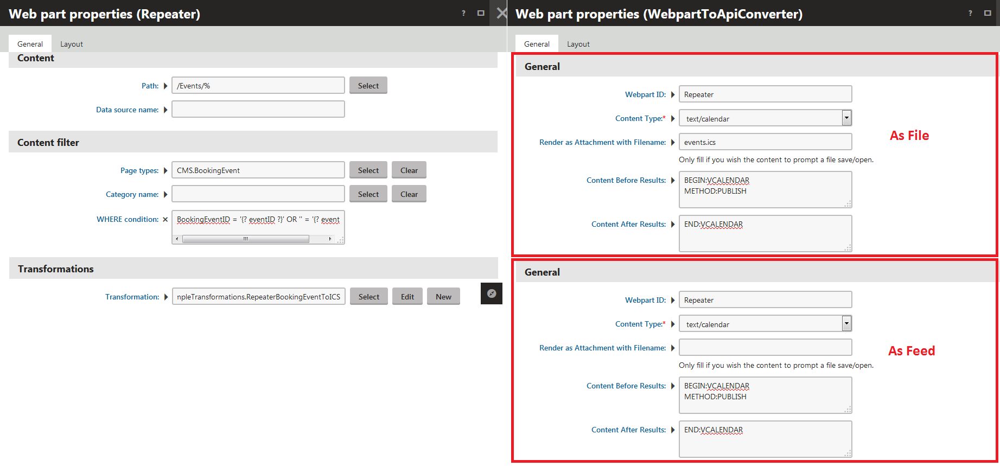 Web part properties (Repeater)
?
General
Layout
Content
Path:
/Events/%
Select
Data source name:
Content filter
Page types:
CMS.BookingEvent
Select
Clear
Category name:
Select
Clear
WHERE condition:
BookingEventID = '{? eventID ?}' OR '' = '{? event
Transformations
Transformation:
npleTransformations.RepeaterBookingEventToICS
Select
Edit
New
Web part properties (WebpartToApiConverter)
?
General
Layout
General
Webpart ID:
Repeater
Content Type:*
text/calendar
As File
Render as Attachment with Filename:
events.ics
Only fill if you wish the content to prompt a file save/open.
Content Before Results:
BEGIN:VCALENDAR
METHOD:PUBLISH
Content After Results:
END:VCALENDAR
General
Webpart ID:
Repeater
Content Type:*
text/calendar
Render as Attachment with Filename:
As Feed
Only fill if you wish the content to prompt a file save/open.
Content Before Results:
BEGIN:VCALENDAR
METHOD:PUBLISH
Content After Results:
END:VCALENDAR